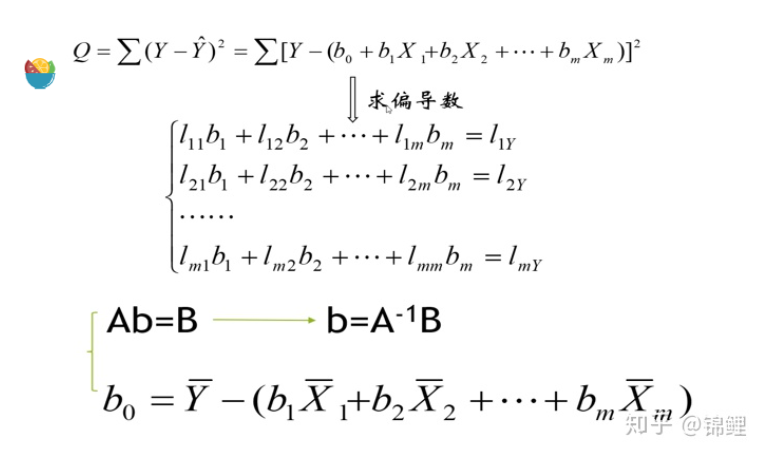 Q = ∑(Y − Ŷ)² = ∑[Y − (b₀ + b₁X₁+b₂X₂ + ⋯ + bₘXₘ)]²
求偏导数
l₁₁b₁ + l₁₂b₂ + ⋯ + l₁ₘbₘ = l₁Y
l₂₁b₁ + l₂₂b₂ + ⋯ + l₂ₘbₘ = l₂Y
⋯⋯
lₘ₁b₁ + lₘ₂b₂ + ⋯ + lₘₘbₘ = lₘY
Ab=B → b=A⁻¹B
b₀ = Y̅ − (b₁X̅₁+b₂X̅₂ + ⋯ + bₘX̅ₘ)
知乎 @锦鲤